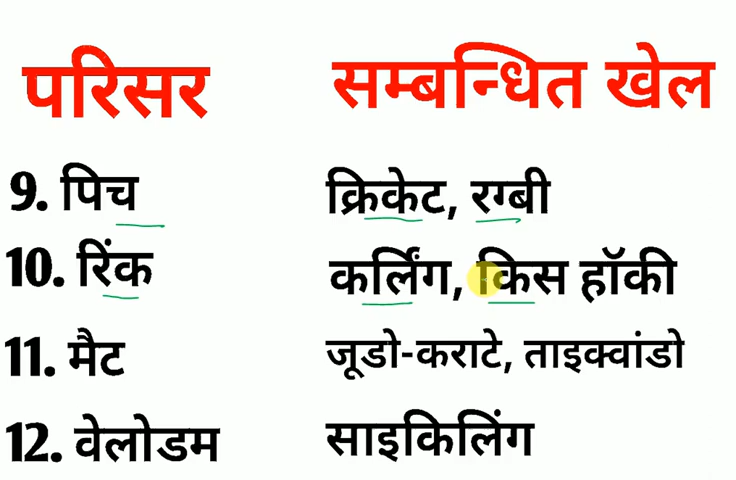 परिसर सम्बन्धित खेल
9. पिच क्रिकेट, रग्बी
10. रिंक कर्लिंग, किस हॉकी
11. मैट जूडो-कराटे, ताइक्वांडो
12. वेलोडम साइकिलिंग